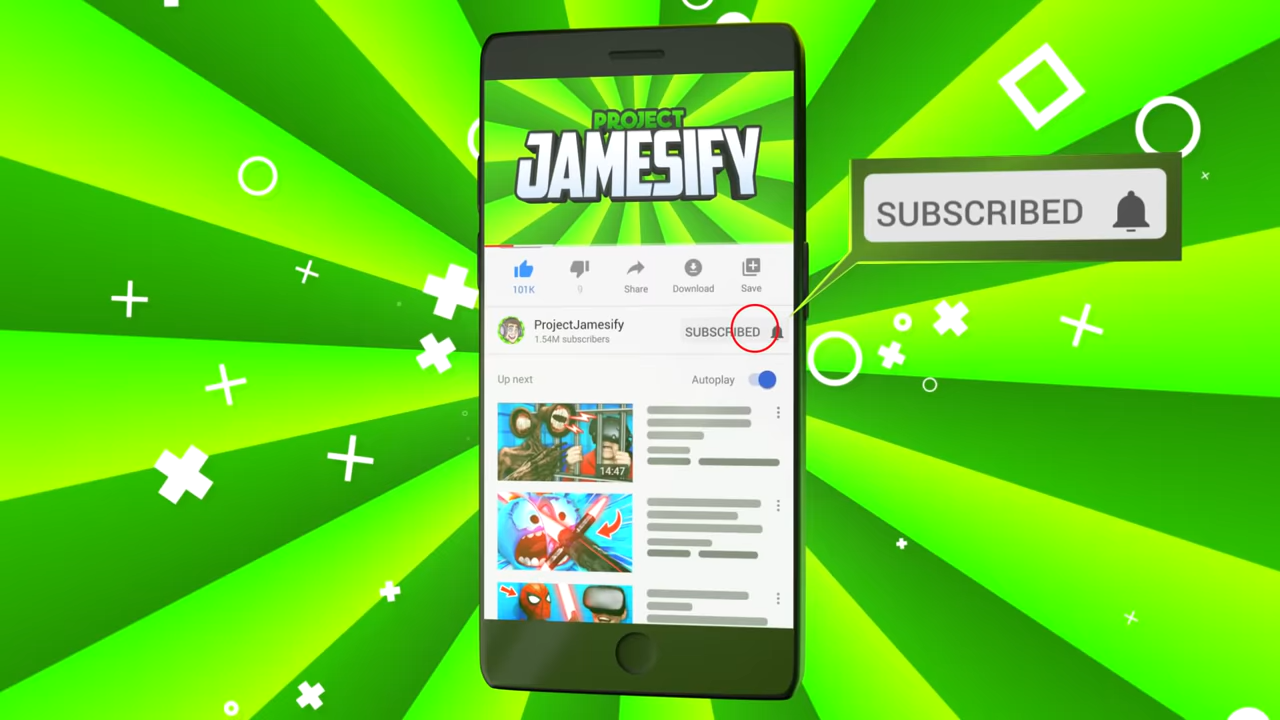 PROJECT
JAMESIFY
SUBSCRIBED
101K
9
Share
Download
Save
ProjectJamesify
1.54M subscribers
SUBSCRIBED
Up next
Autoplay
14:47